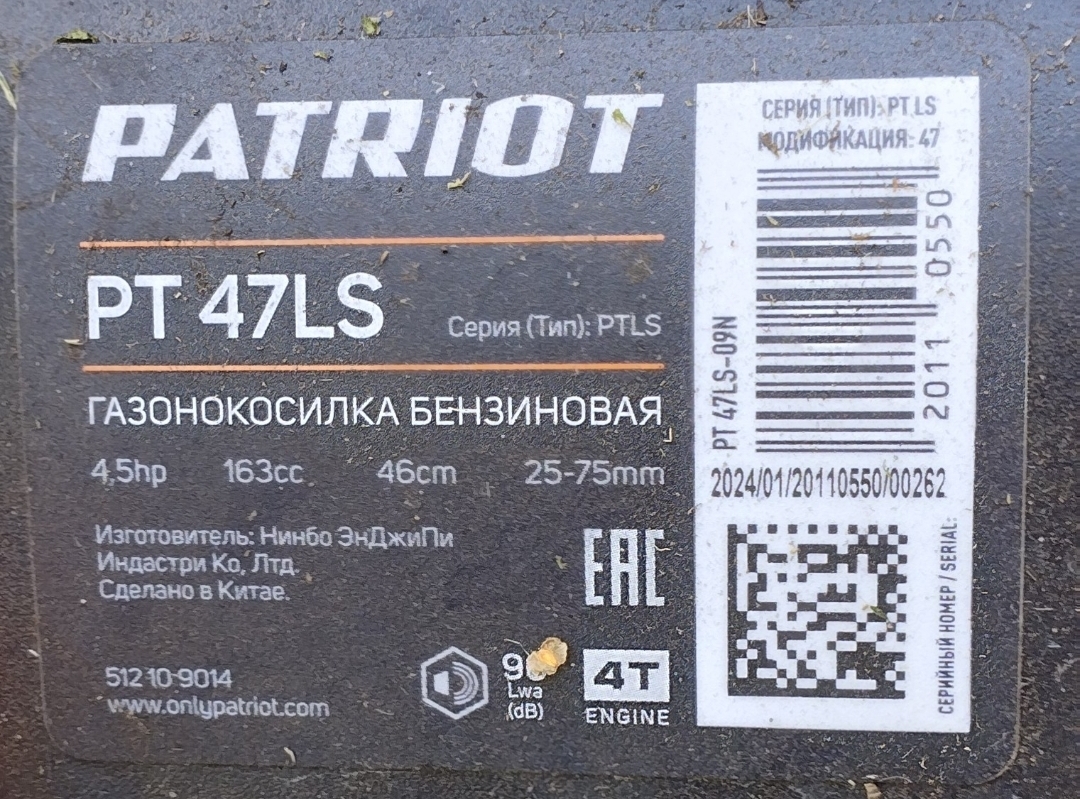 PATRIOT
PT 47LS
Серия (Тип): PTLS
ГАЗОНОКОСИЛКА БЕНЗИНОВАЯ
4,5hp 163cc 46cm 25-75mm
Изготовитель: Нинбо ЭнДжиПи
Индастри Ко, Лтд.
Сделано в Китае.
EAC
512 10 9014
www.onlypatriot.com
Lwa
(dB)
4T
ENGINE
СЕРИЯ (ТИП): PT LS
МОДИФИКАЦИЯ: 47
PT 47LS-09N
2011 0550
2024/01/20110550/00262
СЕРИЙНЫЙ НОМЕР / SERIAL: